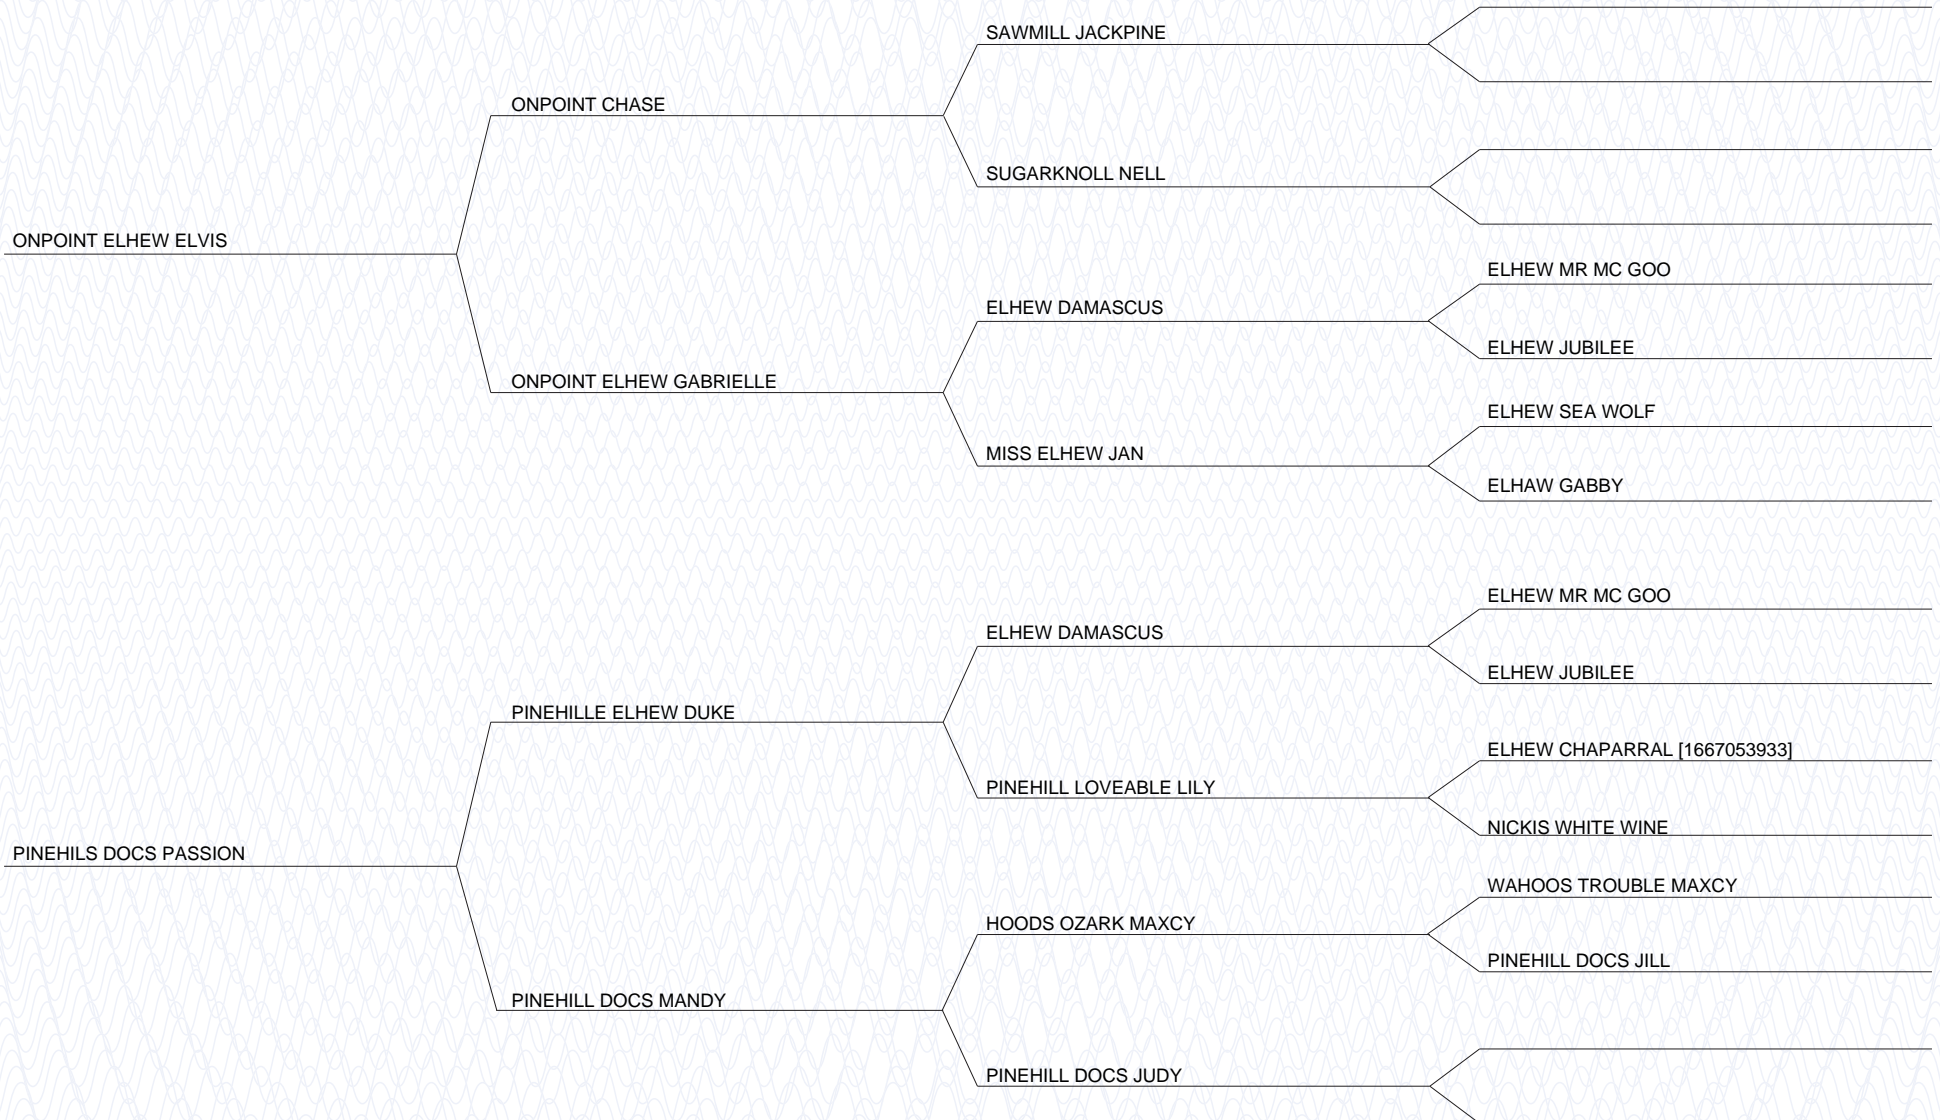 SAWMILL JACKPINE
ONPOINT CHASE
SUGARKNOLL NELL
ONPOINT ELHEW ELVIS
ELHEW MR MC GOO
ELHEW DAMASCUS
ELHEW JUBILEE
ONPOINT ELHEW GABRIELLE
ELHEW SEA WOLF
MISS ELHEW JAN
ELHAW GABBY
ELHEW MR MC GOO
ELHEW DAMASCUS
ELHEW JUBILEE
PINEHILLE ELHEW DUKE
ELHEW CHAPARRAL [1667053933]
PINEHILL LOVEABLE LILY
NICKIS WHITE WINE
PINEHILS DOCS PASSION
WAHOOS TROUBLE MAXCY
HOODS OZARK MAXCY
PINEHILL DOCS JILL
PINEHILL DOCS MANDY
PINEHILL DOCS JUDY